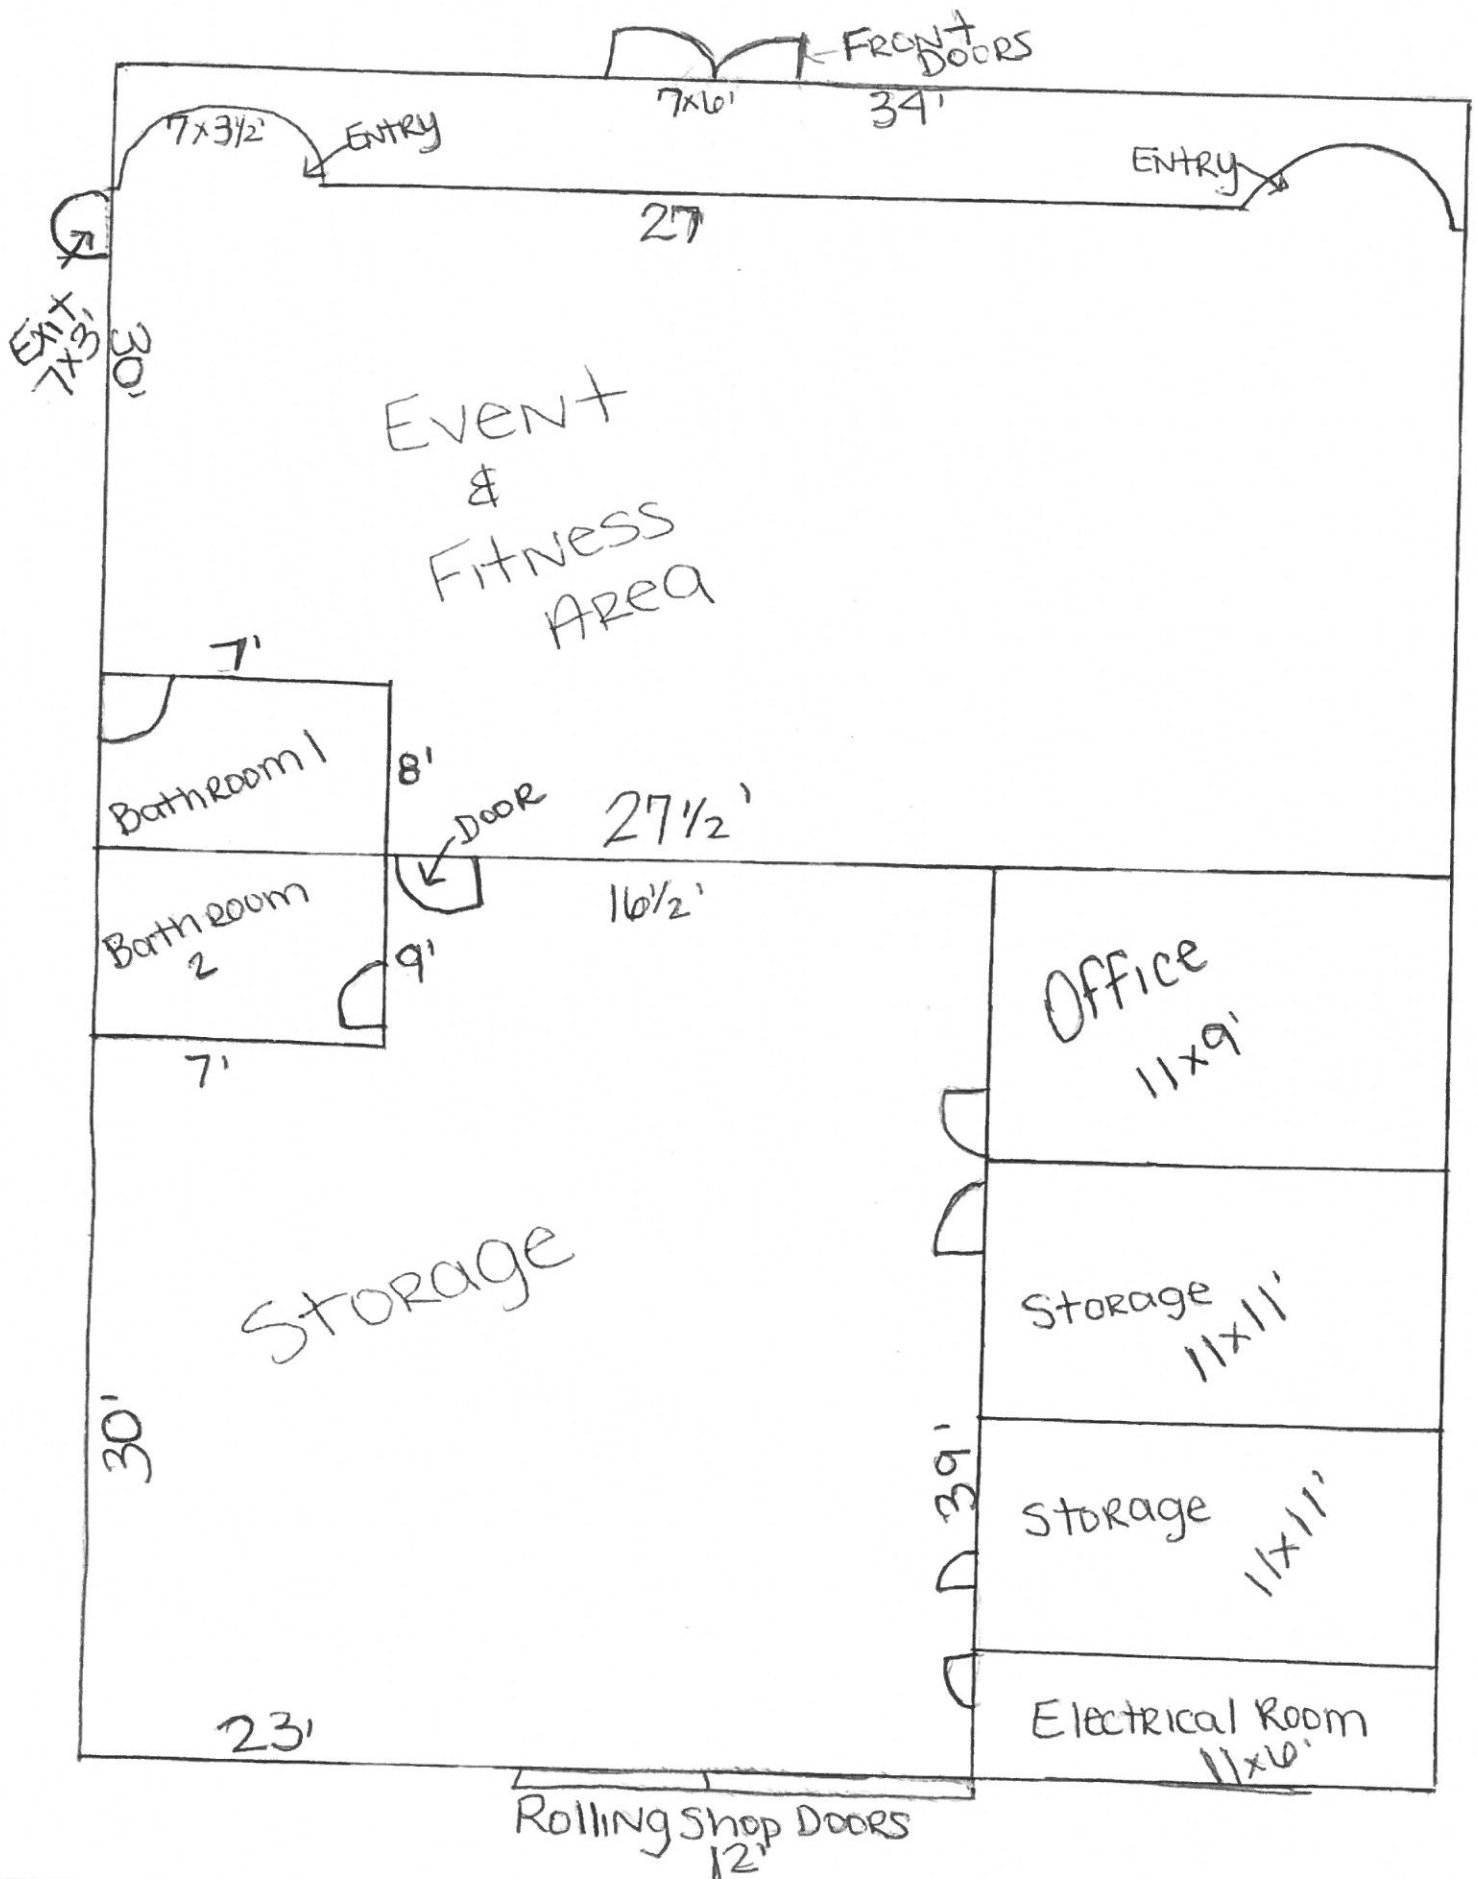 FRONT
DOORS
7x6'
34'
7x3½'
ENTRY
ENTRY
27'
EXIT
7x3'
30'
EVENT
&
FITNESS
AREA
7'
BATHROOM 1
8'
DOOR
27½'
16½'
BATHROOM
2
9'
7'
OFFICE
11x9'
STORAGE
11x11'
STORAGE
30'
39'
STORAGE
11x11'
ELECTRICAL ROOM
11x6'
23'
ROLLING SHOP DOORS
12'